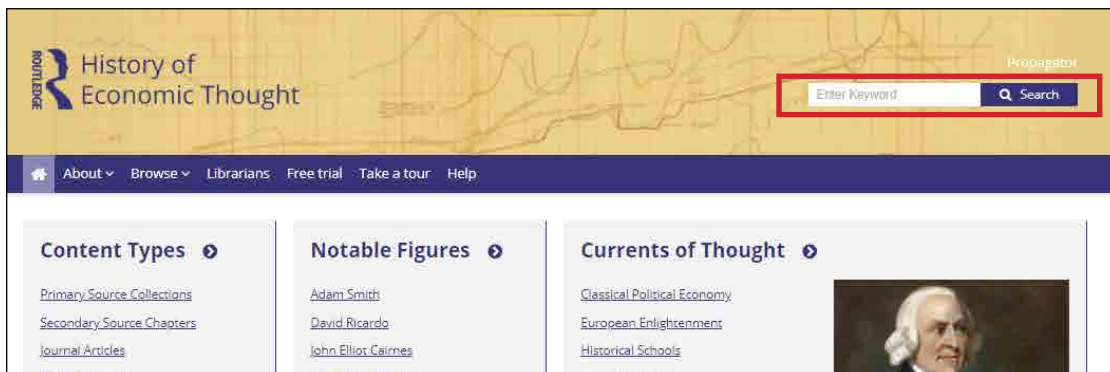 ROUTLEDGE
History of
Economic Thought
Propagator
Enter Keyword
Search
About Browse Librarians Free trial Take a tour Help
Content Types
Primary Source Collections
Secondary Source Chapters
Journal Articles
Notable Figures
Adam Smith
David Ricardo
John Elliot Cairnes
Currents of Thought
Classical Political Economy
European Enlightenment
Historical Schools